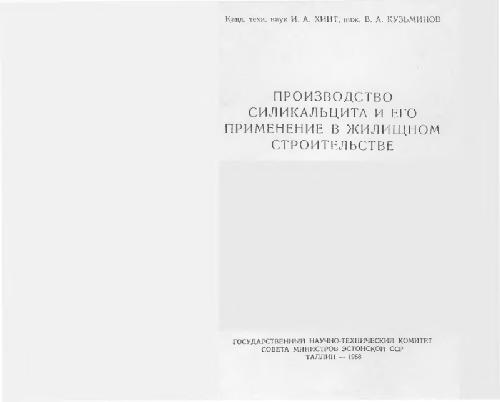 Канд. техн. наук И. А. ХИНТ, инж. В. А. КУЗЬМИНОВ
ПРОИЗВОДСТВО
СИЛИКАЛЬЦИТА И ЕГО
ПРИМЕНЕНИЕ В ЖИЛИЩНОМ
СТРОИТЕЛЬСТВЕ
ГОСУДАРСТВЕННЫЙ НАУЧНО-ТЕХНИЧЕСКИЙ КОМИТЕТ
СОВЕТА МИНИСТРОВ ЭСТОНСКОЙ ССР
ТАЛЛИН — 1958